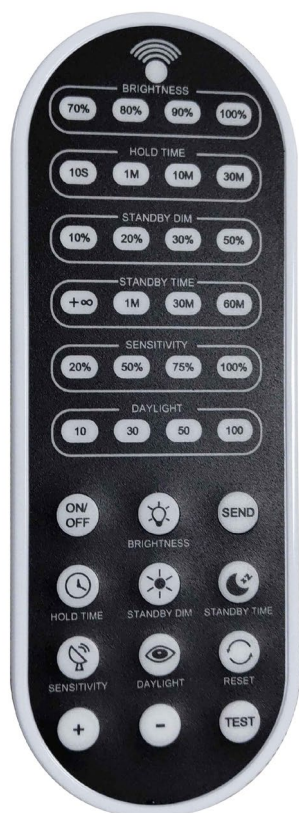 BRIGHTNESS
70% 80% 90% 100%
HOLD TIME
10S 1M 10M 30M
STANDBY DIM
10% 20% 30% 50%
STANDBY TIME
+∞ 1M 30M 60M
SENSITIVITY
20% 50% 75% 100%
DAYLIGHT
10 30 50 100
ON/
OFF
SEND
BRIGHTNESS
HOLD TIME STANDBY DIM STANDBY TIME
SENSITIVITY DAYLIGHT RESET
+ - TEST